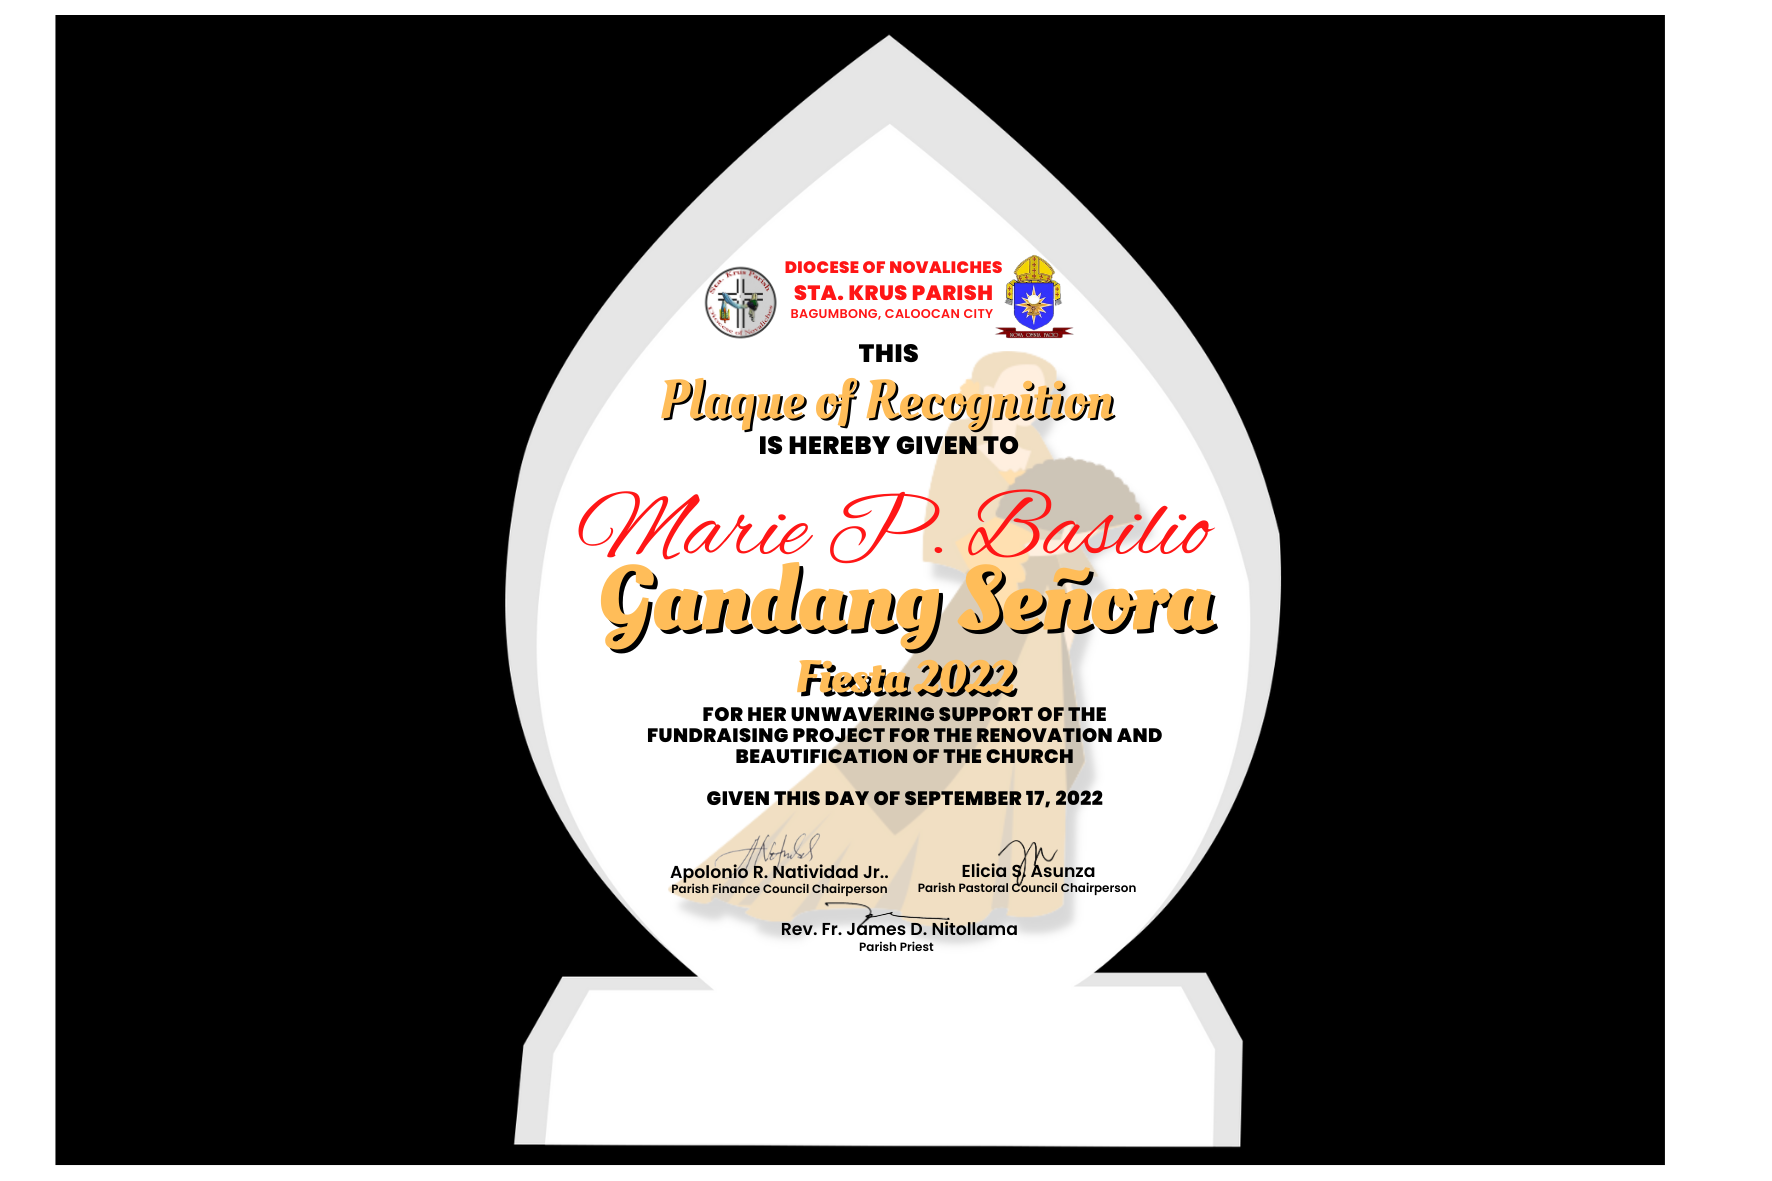 DIOCESE OF NOVALICHES
STA. KRUS PARISH
BAGUMBONG, CALOOCAN CITY
Sta. Krus Parish
Diocese of Novaliches
THIS
Plaque of Recognition
IS HEREBY GIVEN TO
Marie P. Basilio
Gandang Señora
Fiesta 2022
FOR HER UNWAVERING SUPPORT OF THE
FUNDRAISING PROJECT FOR THE RENOVATION AND
BEAUTIFICATION OF THE CHURCH
GIVEN THIS DAY OF SEPTEMBER 17, 2022
Apolonio R. Natividad Jr..
Parish Finance Council Chairperson
Elicia S. Asunza
Parish Pastoral Council Chairperson
Rev. Fr. James D. Nitollama
Parish Priest